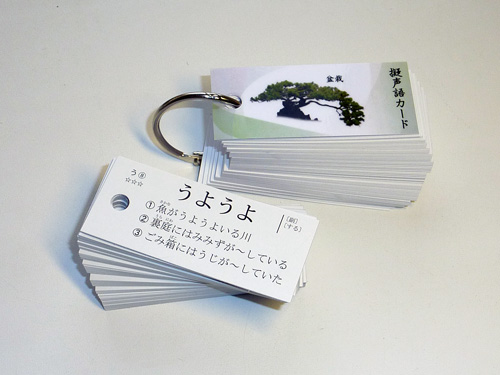 盆栽
擬声語カード
う⑧
☆☆☆
うようよ
[副]
(する)
① 魚がうようよいる川
② 裏庭にはみみずが〜している
③ ごみ箱にはうじが〜していた